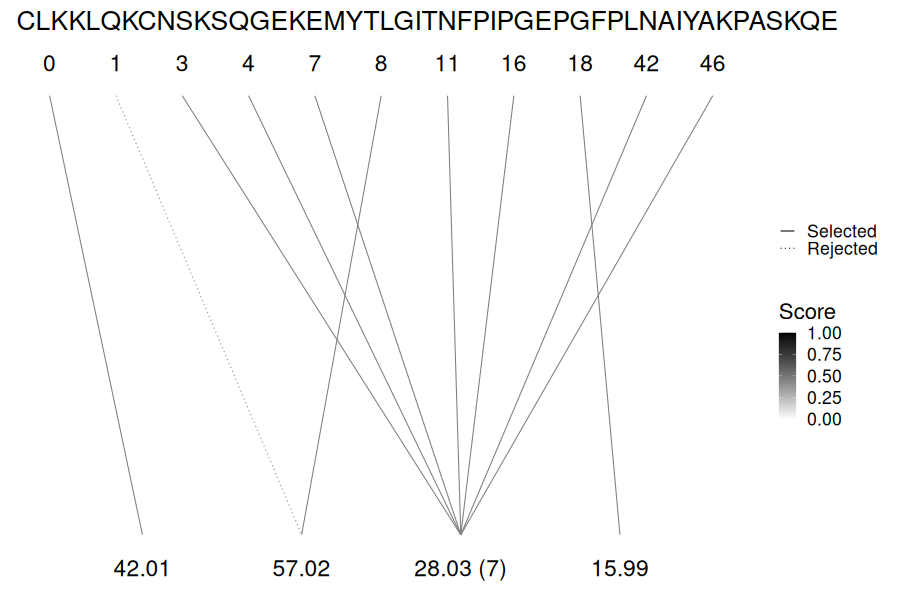 CLKKLQKCNSKSQGEKEMYTLGITNFPIPGEPGFPLNAIYAKPASKQE
0 1 3 4 7 8 11 16 18 42 46
Selected
Rejected
Score
1.00
0.75
0.50
0.25
0.00
42.01 57.02 28.03 (7) 15.99